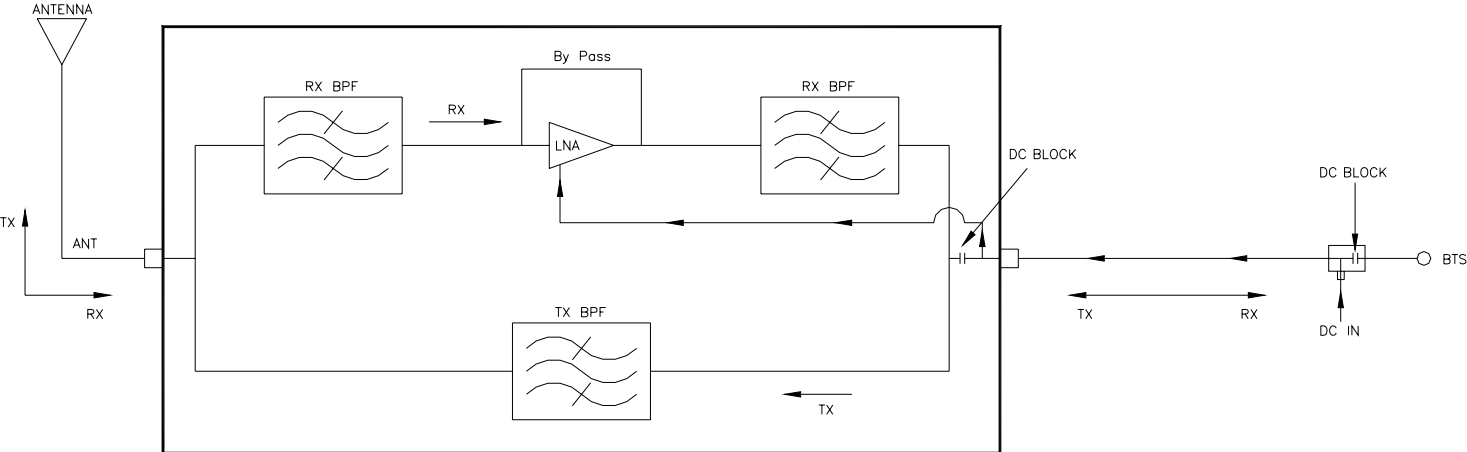 ANTENNA
By Pass
RX BPF
RX
RX BPF
LNA
DC BLOCK
DC BLOCK
TX
ANT
BTS
RX
TX BPF
TX
RX
DC IN
TX